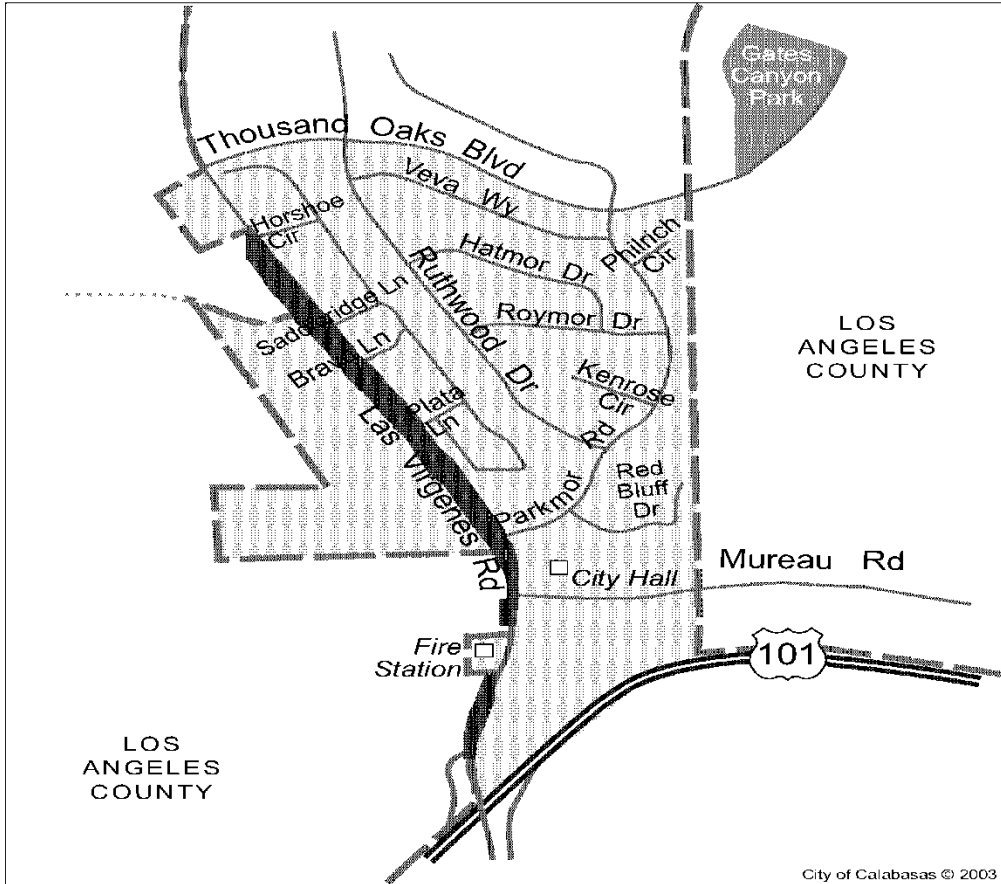 Gates
Canyon
Park
Thousand Oaks Blvd
Veva Wy
Horshoe
Cir
Philrich
Cir
Hatmor Dr
Ruthwood Dr
Roymor Dr
Saddlbridge Ln
Brav Ln
Kenrose
Cir
Plata
Ln
LOS
ANGELES
COUNTY
Las Virgenes Rd
Parkmor Rd
Red
Bluff
Dr
Mureau Rd
City Hall
Fire
Station
101
LOS
ANGELES
COUNTY
City of Calabasas © 2003